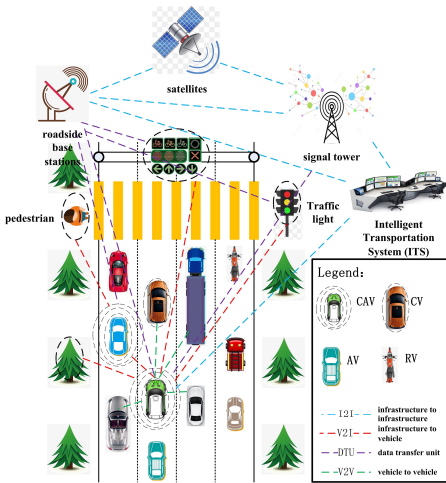 satellites
roadside
base
stations
signal tower
pedestrian
Traffic
light
Intelligent
Transportation
System (ITS)
Legend:
CAV
CV
AV
RV
I2I
infrastructure to
infrastructure
V2I
infrastructure to
vehicle
DTU
data transfer unit
V2V
vehicle to vehicle